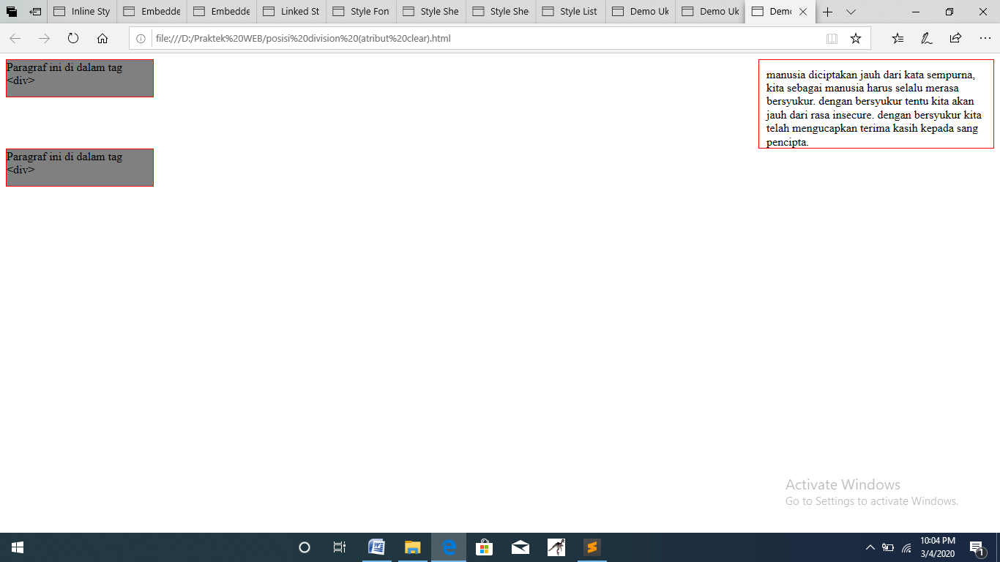 Inline Sty
Embedde
Embedde
Linked St
Style Fon
Style She
Style She
Style List
Demo Uk
Demo Uk
Demo
file:///D:/Praktek%20WEB/posisi%20division%20(atribut%20clear).html
Paragraf ini di dalam tag
<div>
manusia diciptakan jauh dari kata sempurna,
kita sebagai manusia harus selalu merasa
bersyukur. dengan bersyukur tentu kita akan
jauh dari rasa insecure. dengan bersyukur kita
telah mengucapkan terima kasih kepada sang
pencipta.
Paragraf ini di dalam tag
<div>
Activate Windows
Go to Settings to activate Windows.
10:04 PM
3/4/2020
1